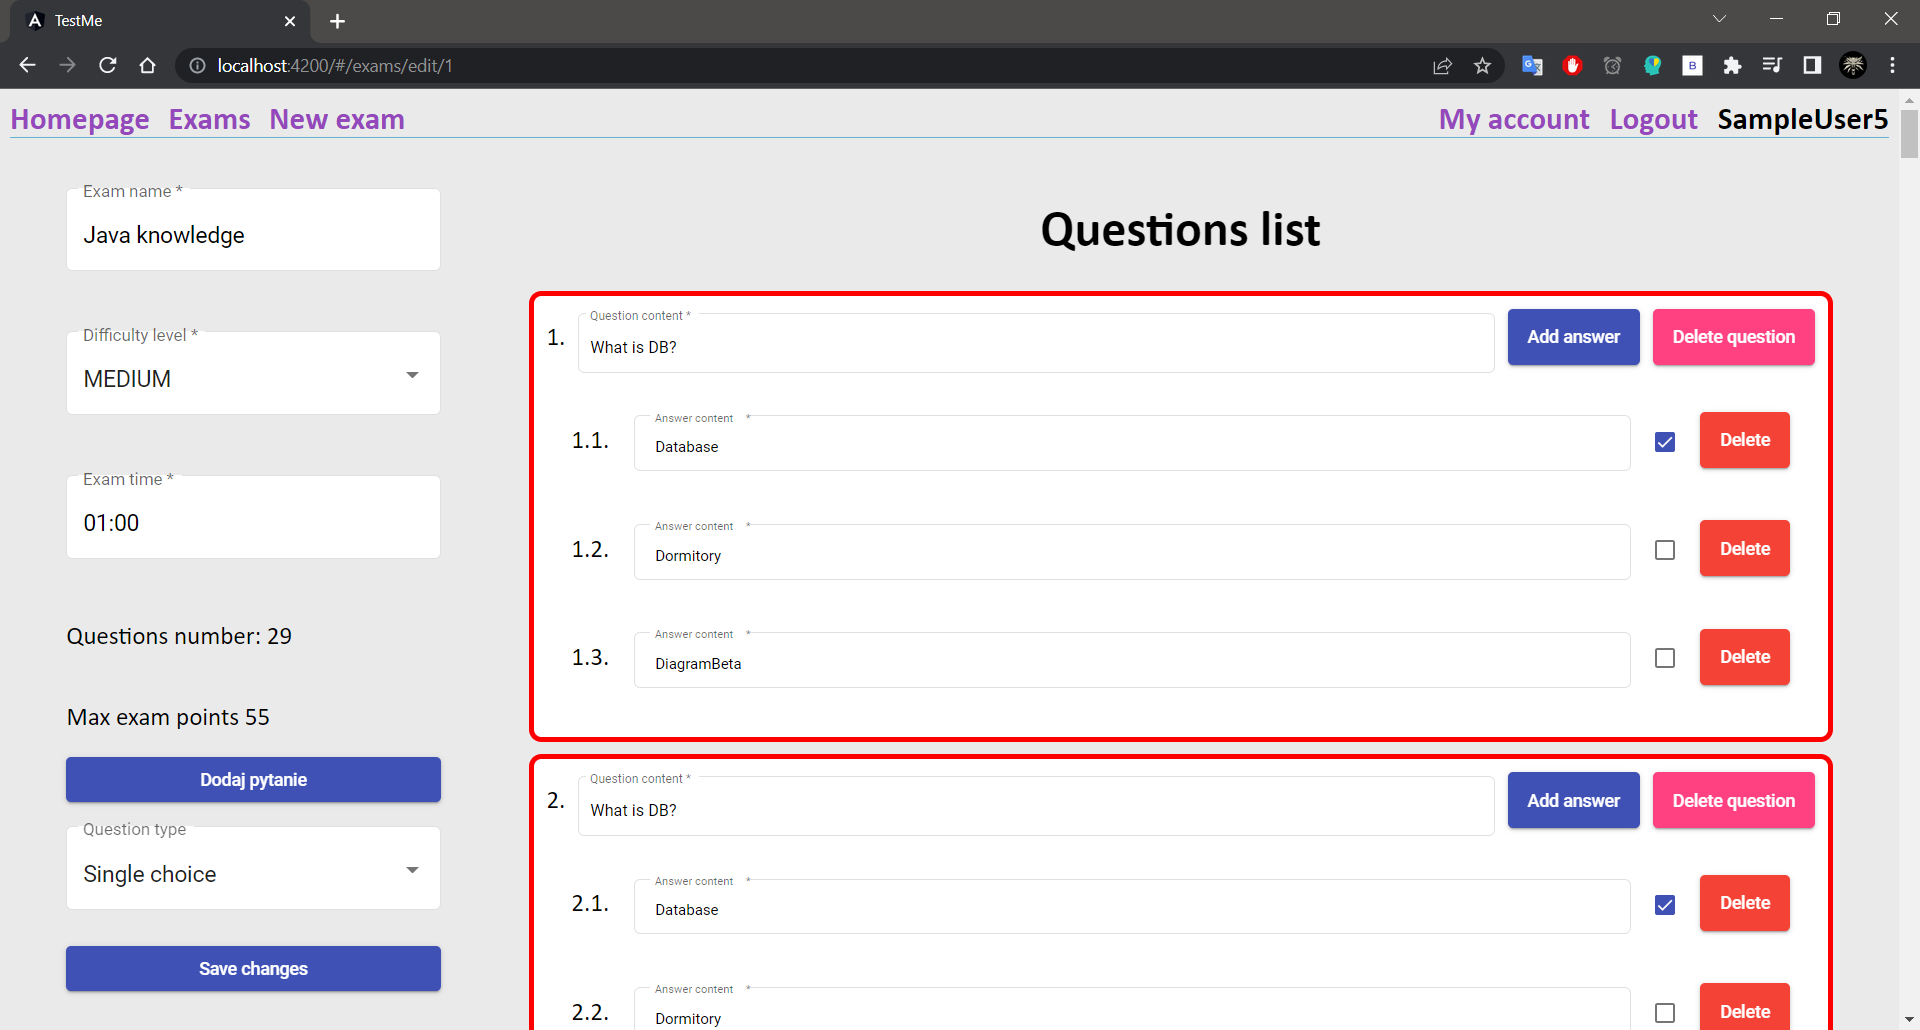 TestMe
localhost:4200/#/exams/edit/1
Homepage Exams New exam My account Logout SampleUser5
Exam name *
Java knowledge
Difficulty level *
MEDIUM
Exam time *
01:00
Questions number: 29
Max exam points 55
Dodaj pytanie
Question type
Single choice
Save changes
Questions list
Question content *
1. What is DB? Add answer Delete question
Answer content *
1.1. Database Delete
Answer content *
1.2. Dormitory Delete
Answer content *
1.3. DiagramBeta Delete
Question content *
2. What is DB? Add answer Delete question
Answer content *
2.1. Database Delete
Answer content *
2.2. Dormitory Delete